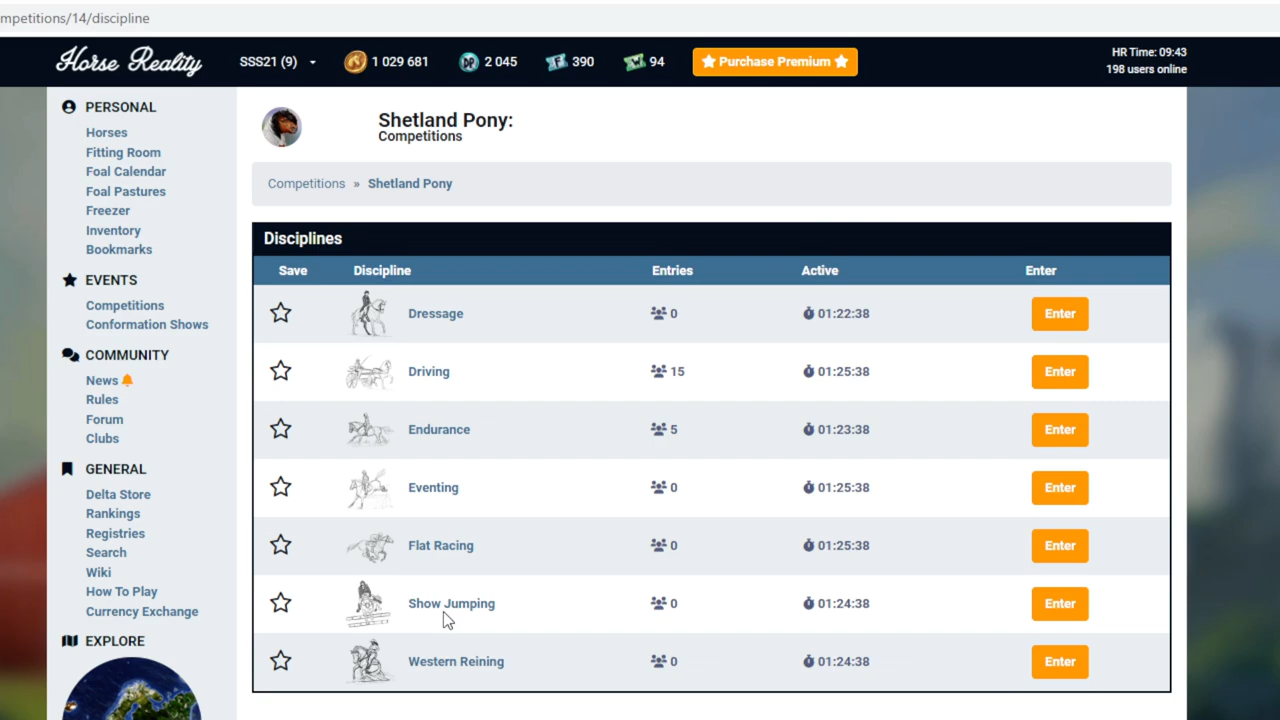 mpetitions/14/discipline
Horse Reality SSS21 (9) 1 029 681 2 045 390 94 Purchase Premium HR Time: 09:43
198 users online
PERSONAL
Horses
Fitting Room
Foal Calendar
Foal Pastures
Freezer
Inventory
Bookmarks
EVENTS
Competitions
Conformation Shows
COMMUNITY
News
Rules
Forum
Clubs
GENERAL
Delta Store
Rankings
Registries
Search
Wiki
How To Play
Currency Exchange
EXPLORE
Shetland Pony:
Competitions
Competitions » Shetland Pony
Disciplines
Save Discipline Entries Active Enter
Dressage 0 01:22:38 Enter
Driving 15 01:25:38 Enter
Endurance 5 01:23:38 Enter
Eventing 0 01:25:38 Enter
Flat Racing 0 01:25:38 Enter
Show Jumping 0 01:24:38 Enter
Western Reining 0 01:24:38 Enter